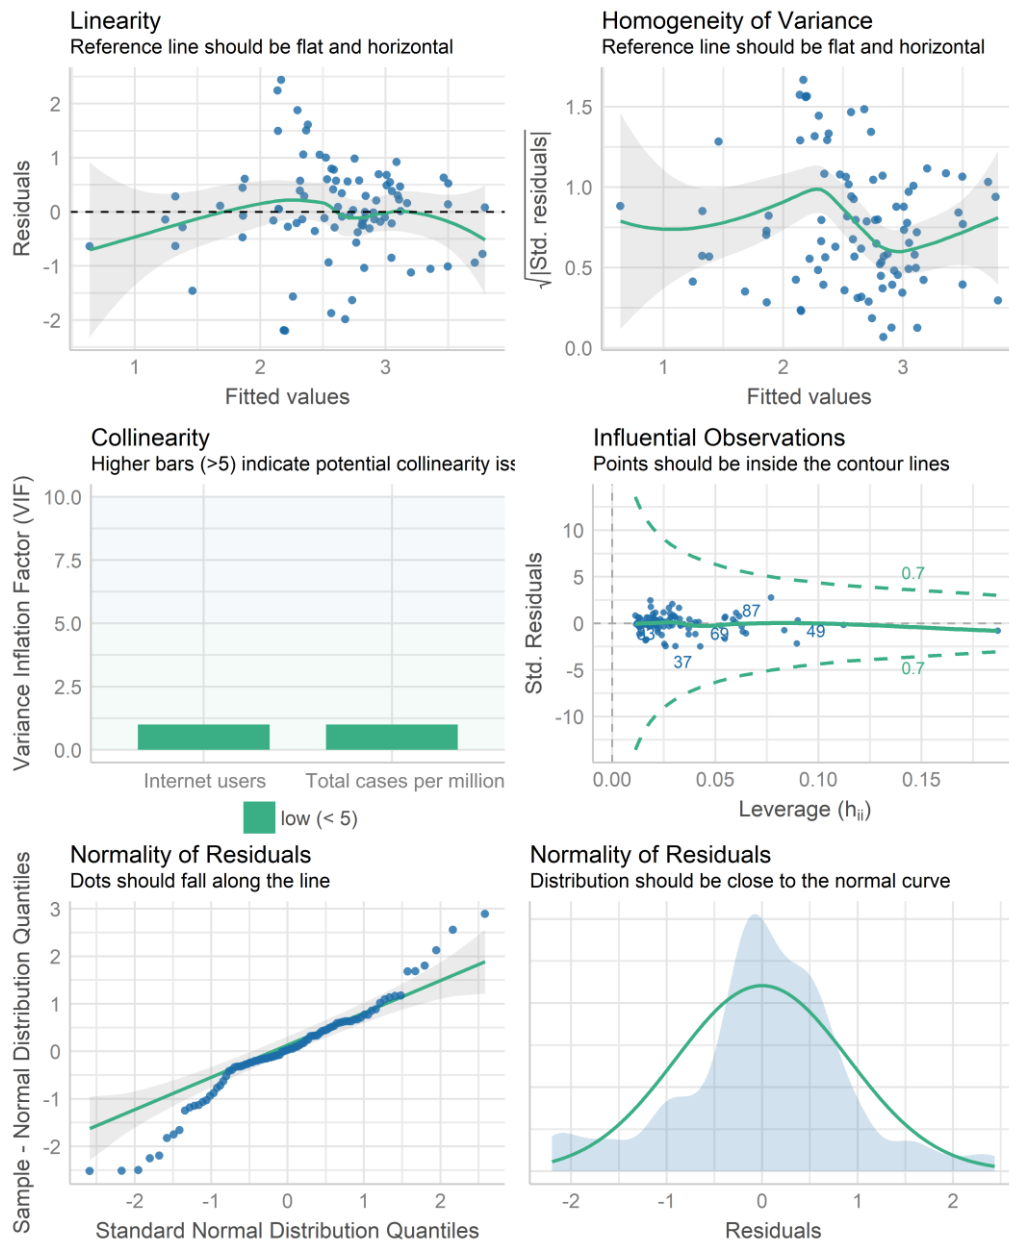 Linearity
Reference line should be flat and horizontal
Residuals
2
1
0
-1
-2
1
2
3
Fitted values
Homogeneity of Variance
Reference line should be flat and horizontal
√|Std. residuals|
1.5
1.0
0.5
0.0
1
2
3
Fitted values
Collinearity
Higher bars (>5) indicate potential collinearity iss
Variance Inflation Factor (VIF)
10.0
7.5
5.0
2.5
0.0
Internet users
Total cases per million
low (< 5)
Influential Observations
Points should be inside the contour lines
Std. Residuals
10
5
0
-5
-10
0.7
87
69
49
37
0.7
0.00
0.05
0.10
0.15
Leverage (hii)
Normality of Residuals
Dots should fall along the line
Sample - Normal Distribution Quantiles
3
2
1
0
-1
-2
-2
-1
0
1
2
Standard Normal Distribution Quantiles
Normality of Residuals
Distribution should be close to the normal curve
-2
-1
0
1
2
Residuals